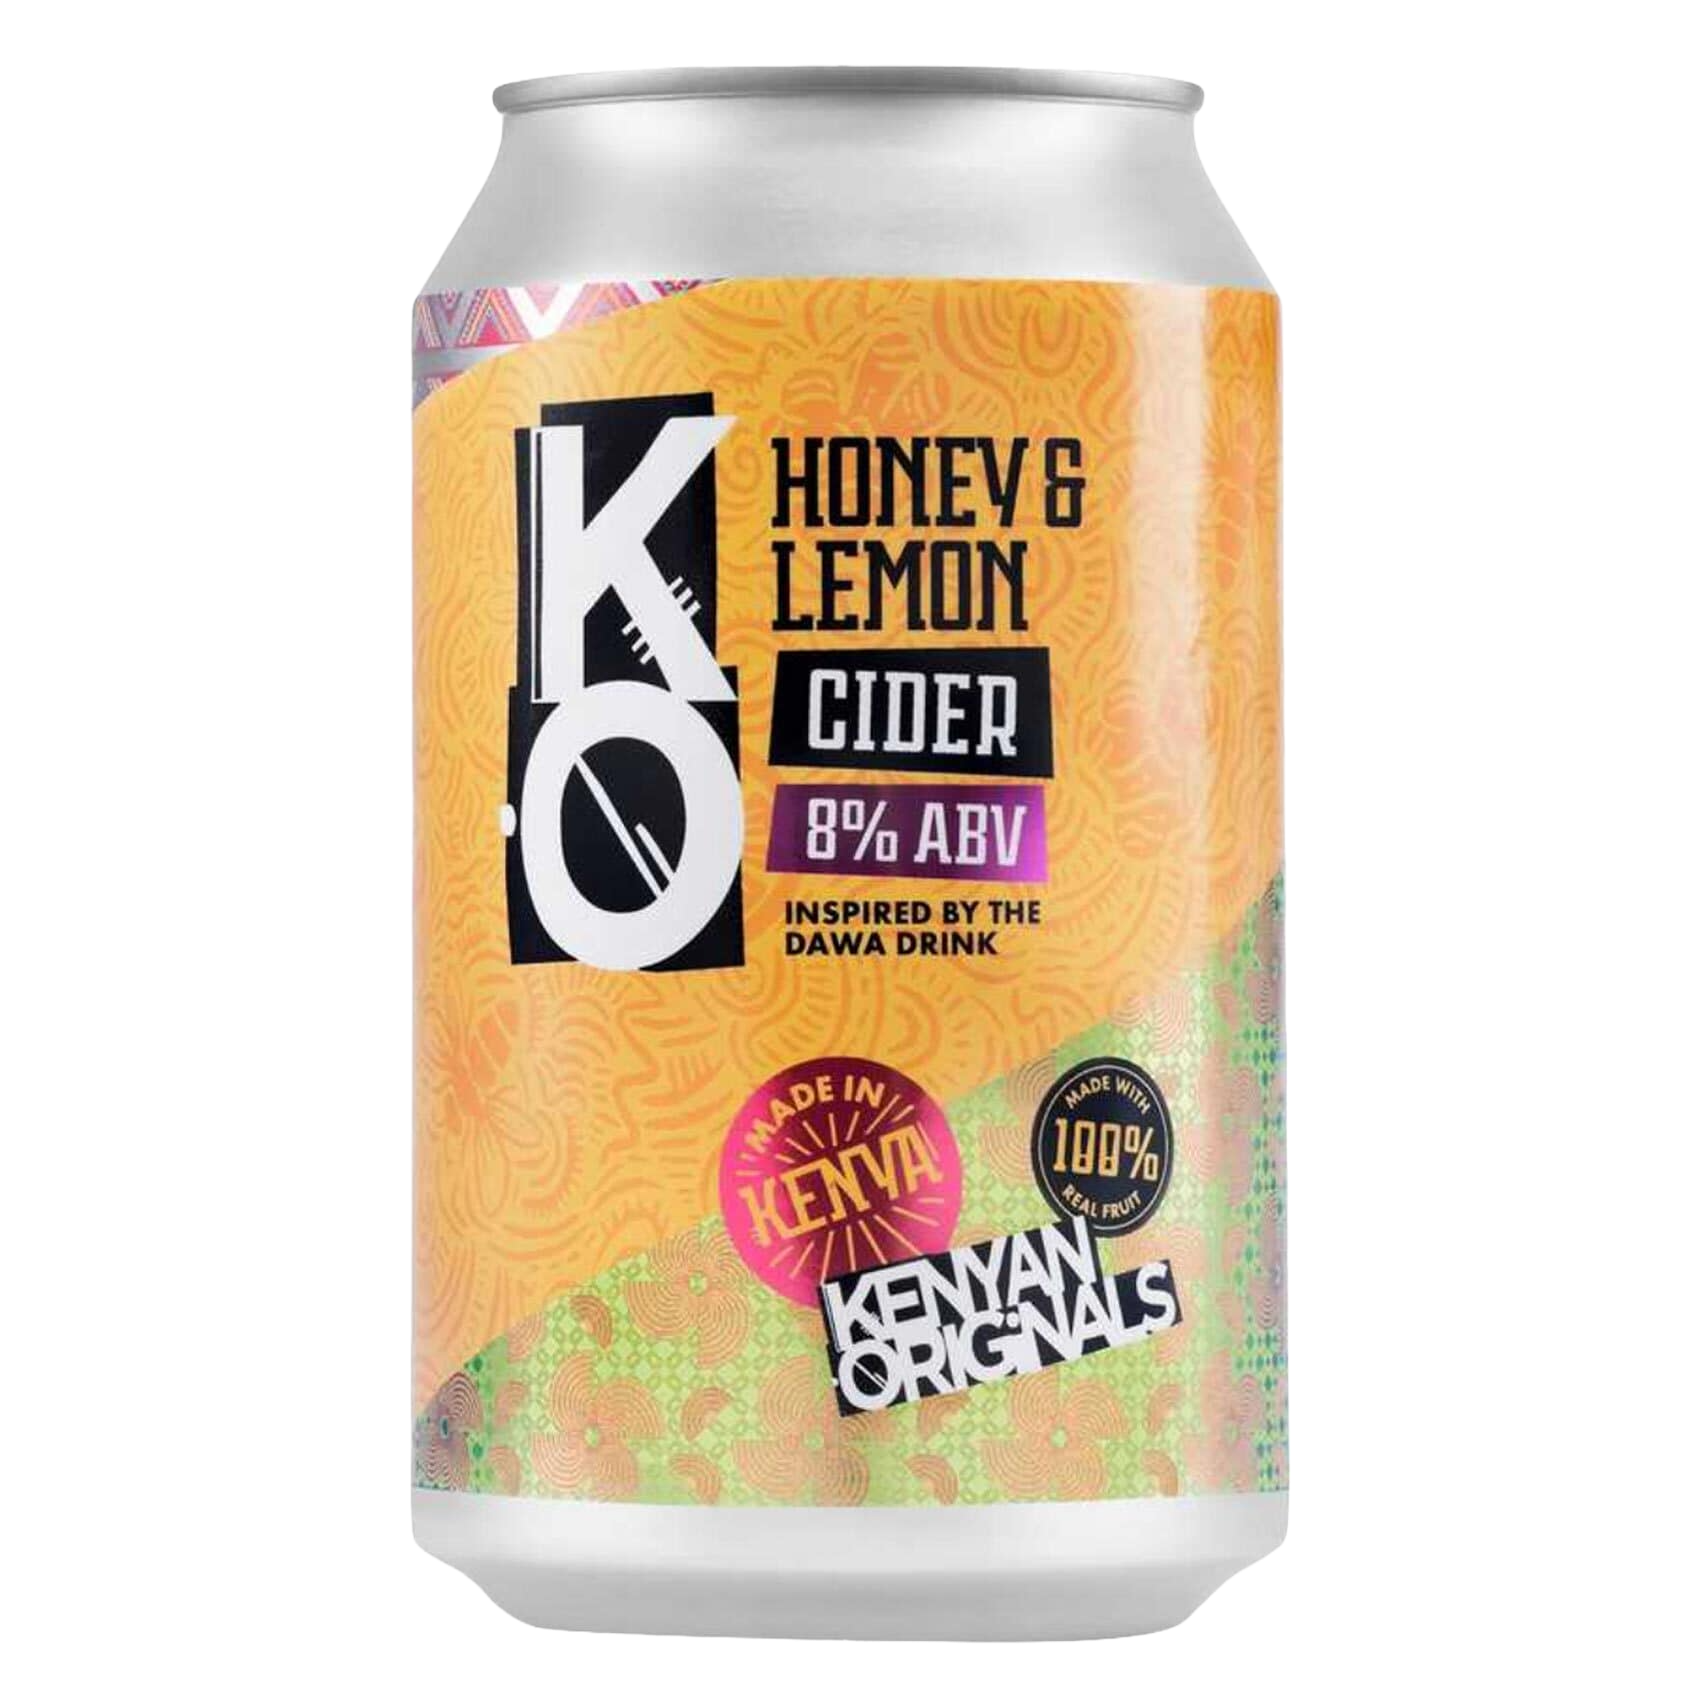 KO
HONEY &
LEMON
CIDER
8% ABV
INSPIRED BY THE
DAWA DRINK
MADE IN
KENYA
MADE WITH
100%
REAL FRUIT
KENYAN
ORIGINALS